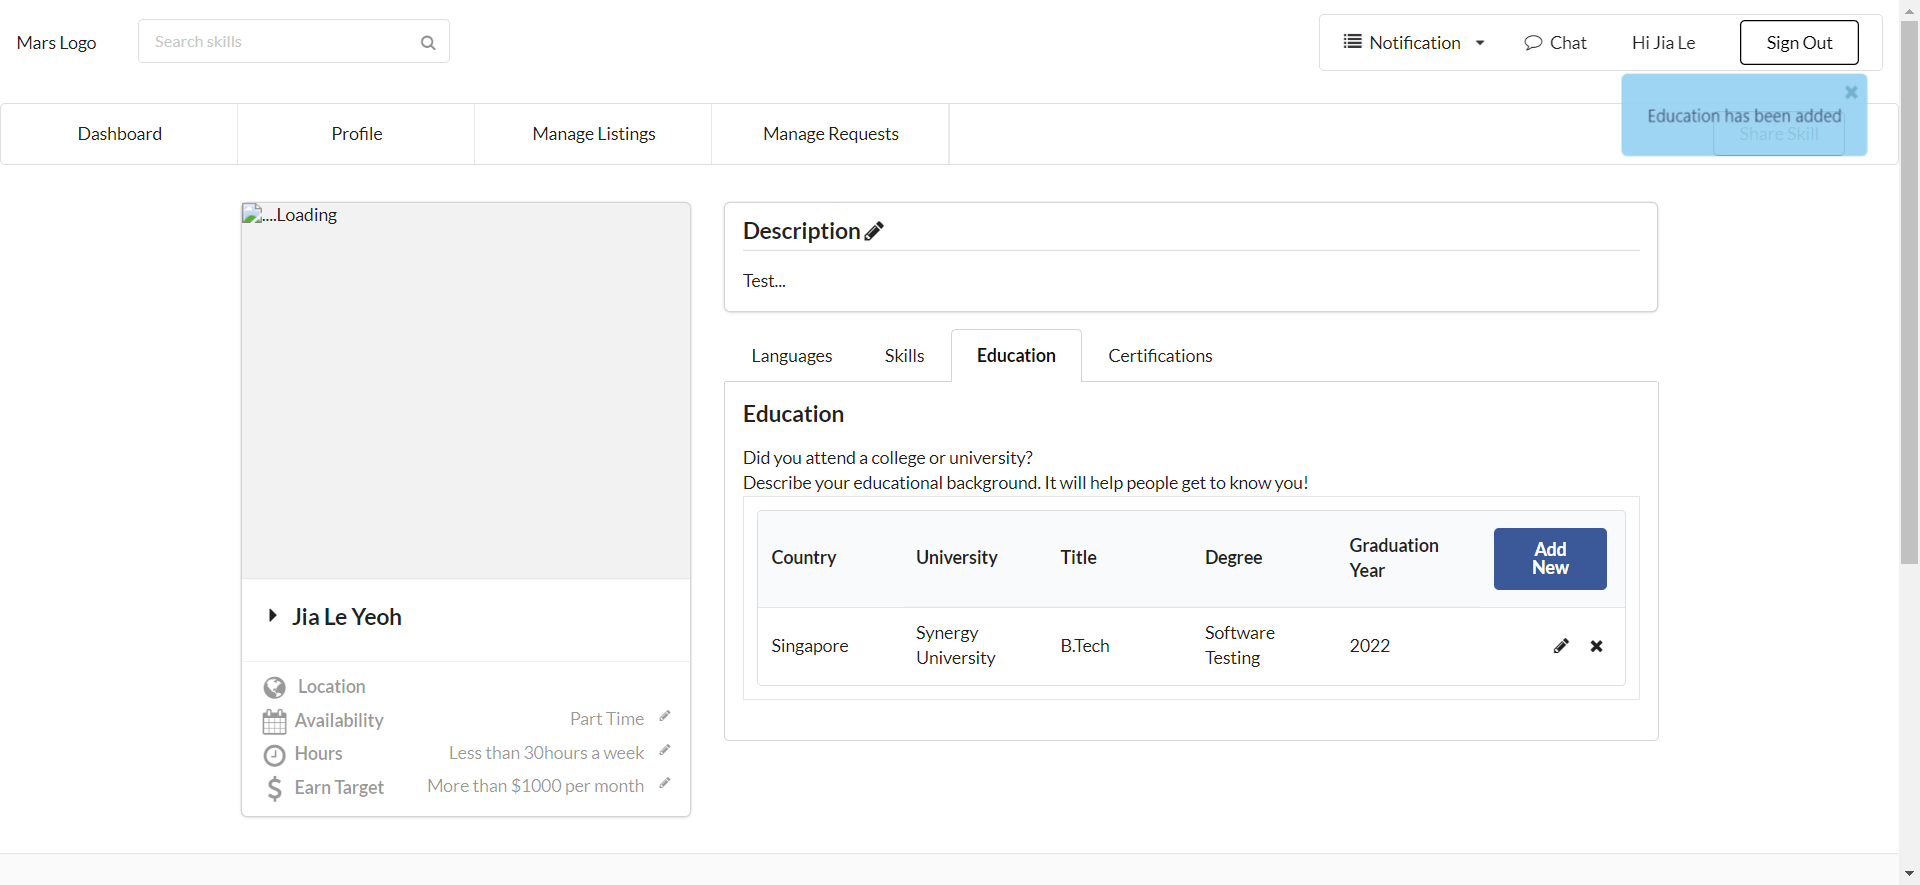 Mars Logo
Search skills
Notification
Chat
Hi Jia Le
Sign Out
Education has been added
Share Skill
Dashboard
Profile
Manage Listings
Manage Requests
....Loading
Jia Le Yeoh
Location
Availability
Part Time
Hours
Less than 30hours a week
Earn Target
More than $1000 per month
Description
Test...
Languages
Skills
Education
Certifications
Education
Did you attend a college or university?
Describe your educational background. It will help people get to know you!
Country
University
Title
Degree
Graduation
Year
Add
New
Singapore
Synergy
University
B.Tech
Software
Testing
2022